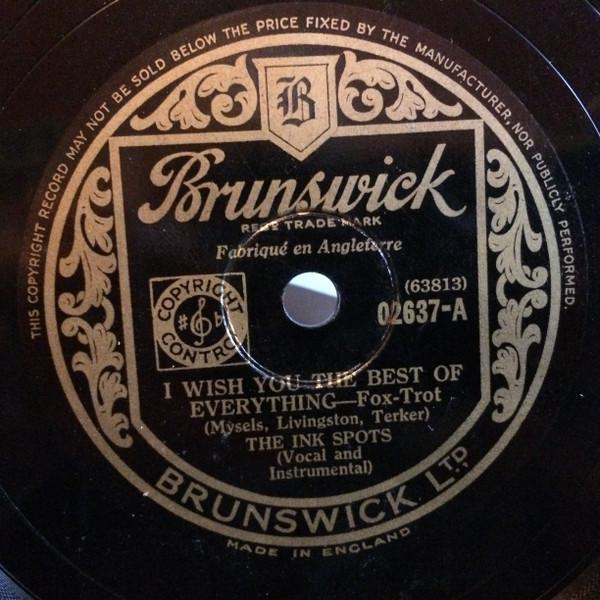 THIS COPYRIGHT RECORD MAY NOT BE SOLD BELOW THE PRICE FIXED BY THE MANUFACTURER, NOR PUBLICLY PERFORMED.
B
Brunswick
REGD TRADE MARK
Fabriqué en Angleterre
COPYRIGHT
CONTROL
(63813)
02637-A
I WISH YOU THE BEST OF
EVERYTHING—Fox-Trot
(Mysels, Livingston, Terker)
THE INK SPOTS
(Vocal and
Instrumental)
BRUNSWICK LTD
MADE IN ENGLAND